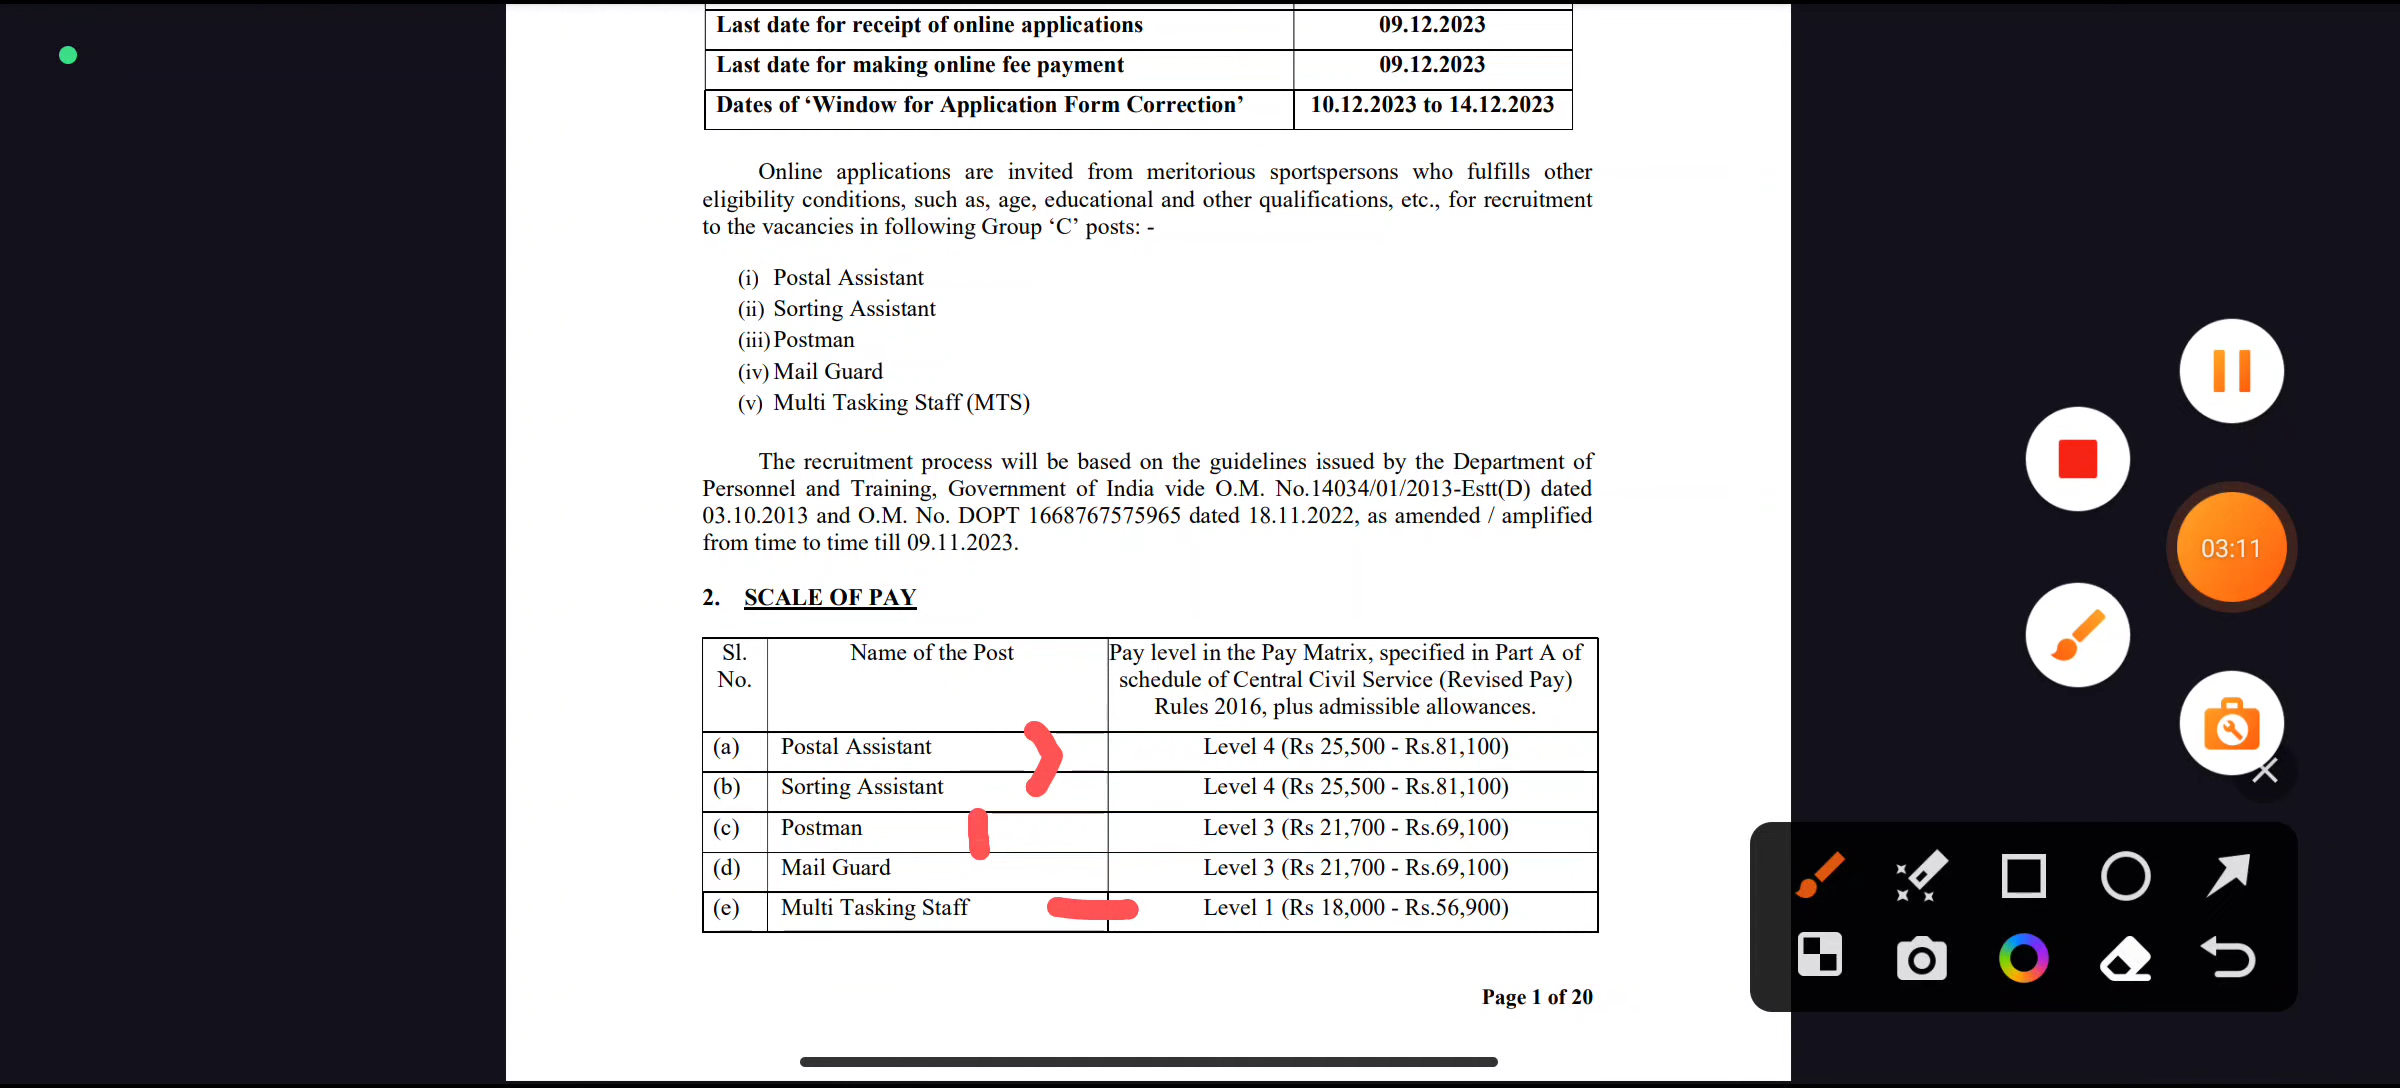 Last date for receipt of online applications 09.12.2023
Last date for making online fee payment 09.12.2023
Dates of ‘Window for Application Form Correction’ 10.12.2023 to 14.12.2023
Online applications are invited from meritorious sportspersons who fulfills other
eligibility conditions, such as, age, educational and other qualifications, etc., for recruitment
to the vacancies in following Group ‘C’ posts: -
(i) Postal Assistant
(ii) Sorting Assistant
(iii) Postman
(iv) Mail Guard
(v) Multi Tasking Staff (MTS)
The recruitment process will be based on the guidelines issued by the Department of
Personnel and Training, Government of India vide O.M. No.14034/01/2013-Estt(D) dated
03.10.2013 and O.M. No. DOPT 1668767575965 dated 18.11.2022, as amended / amplified
from time to time till 09.11.2023.
2. SCALE OF PAY
Sl. No. Name of the Post Pay level in the Pay Matrix, specified in Part A of
schedule of Central Civil Service (Revised Pay)
Rules 2016, plus admissible allowances.
(a) Postal Assistant Level 4 (Rs 25,500 - Rs.81,100)
(b) Sorting Assistant Level 4 (Rs 25,500 - Rs.81,100)
(c) Postman Level 3 (Rs 21,700 - Rs.69,100)
(d) Mail Guard Level 3 (Rs 21,700 - Rs.69,100)
(e) Multi Tasking Staff Level 1 (Rs 18,000 - Rs.56,900)
Page 1 of 20
03:11